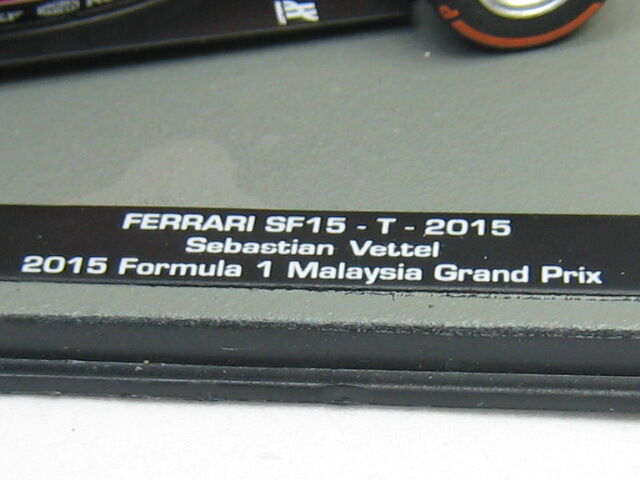 FERRARI SF15 - T - 2015
Sebastian Vettel
2015 Formula 1 Malaysia Grand Prix